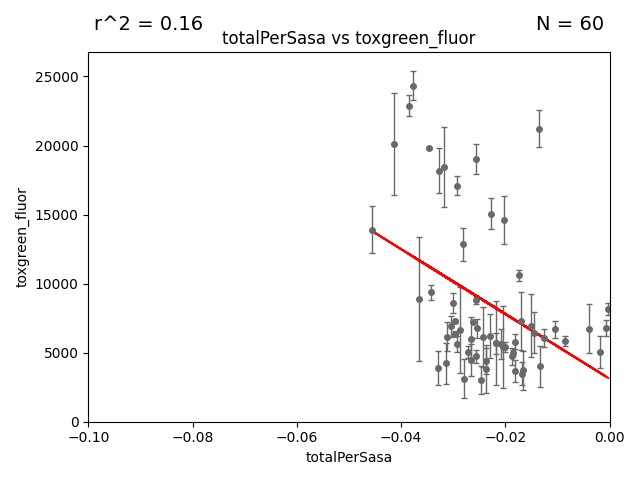 r^2 = 0.16
N = 60
totalPerSasa vs toxgreen_fluor
25000
20000
15000
10000
5000
0
toxgreen_fluor
−0.10
−0.08
−0.06
−0.04
−0.02
0.00
totalPerSasa